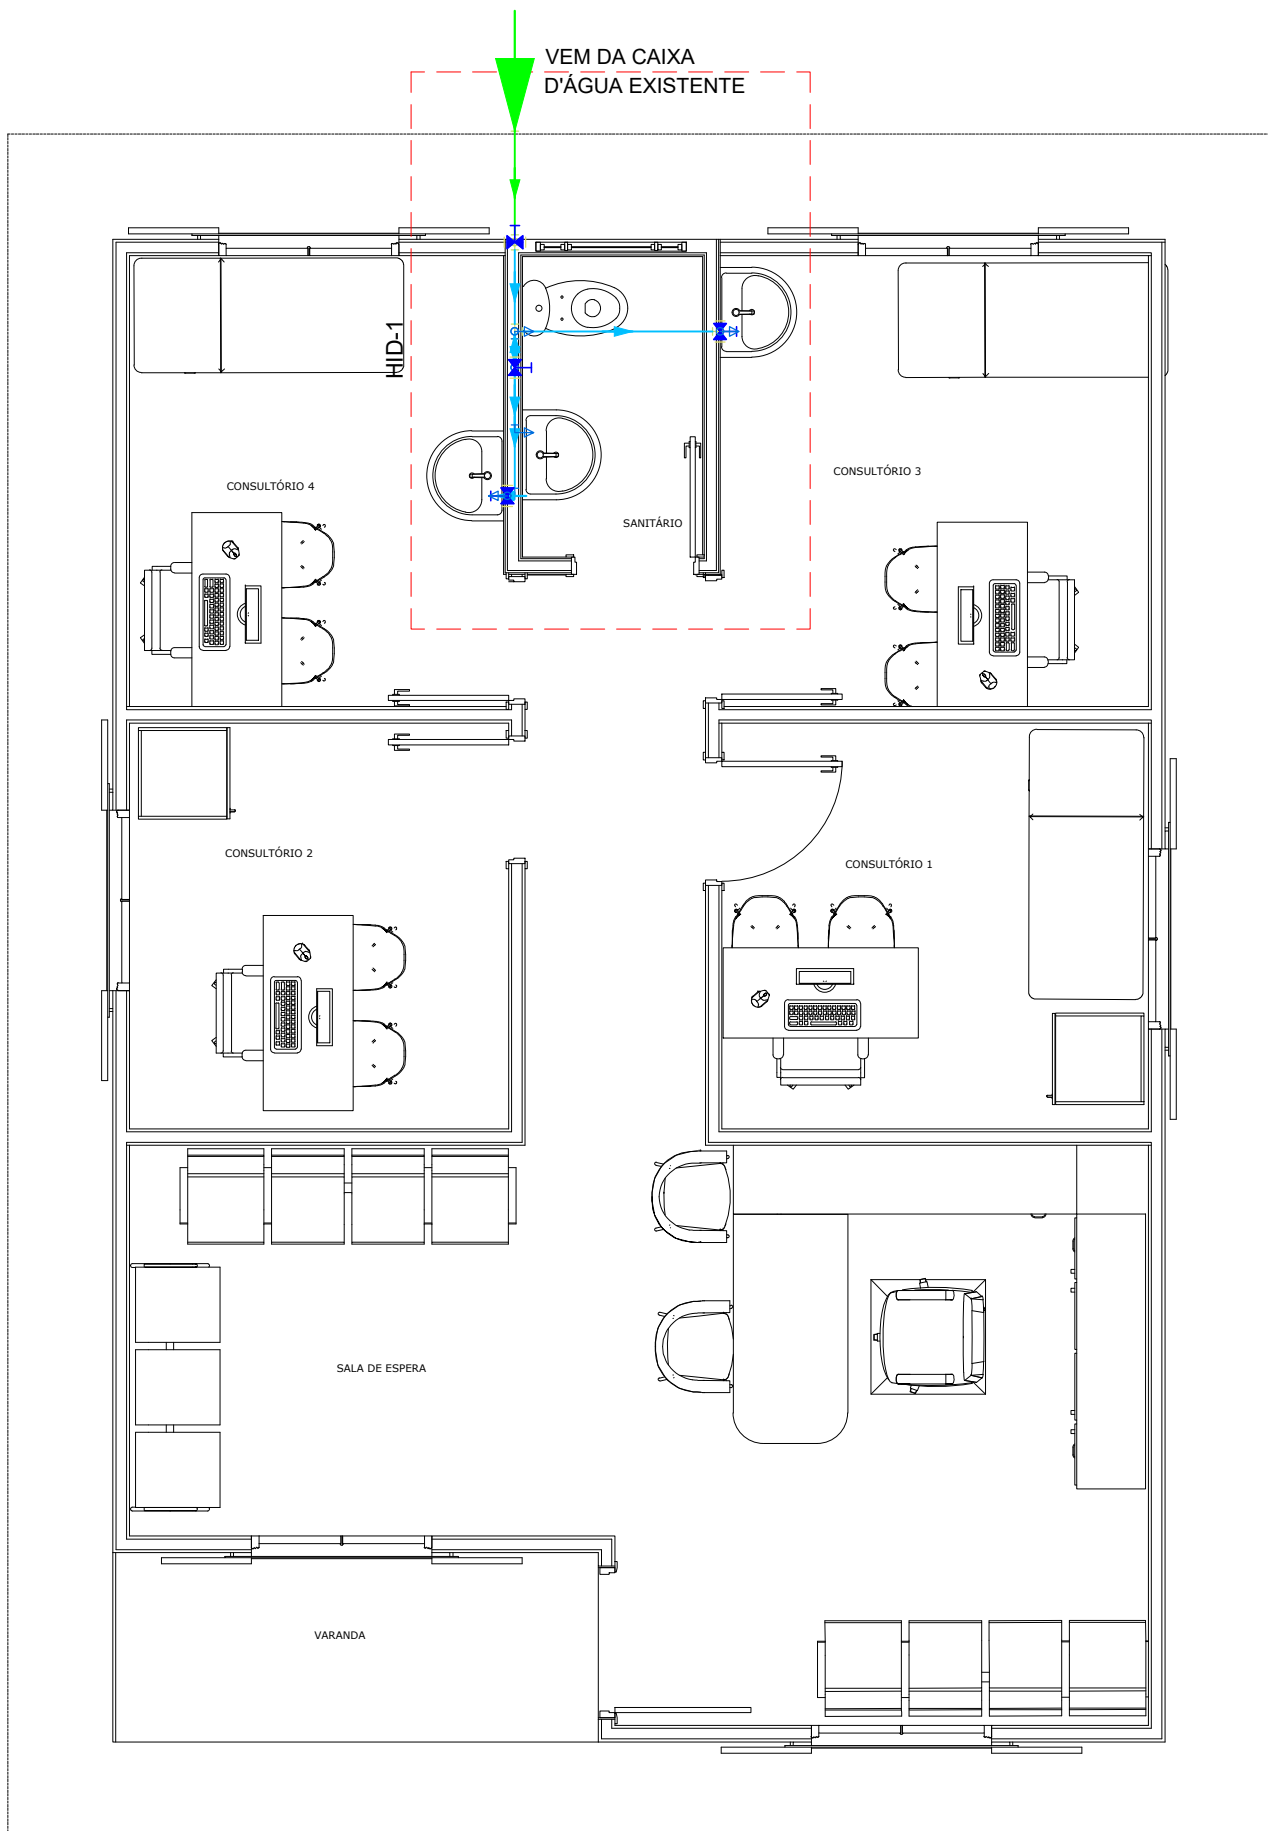 VEM DA CAIXA
D'ÁGUA EXISTENTE
HID-1
CONSULTÓRIO 4
CONSULTÓRIO 3
SANITÁRIO
CONSULTÓRIO 2
CONSULTÓRIO 1
SALA DE ESPERA
VARANDA